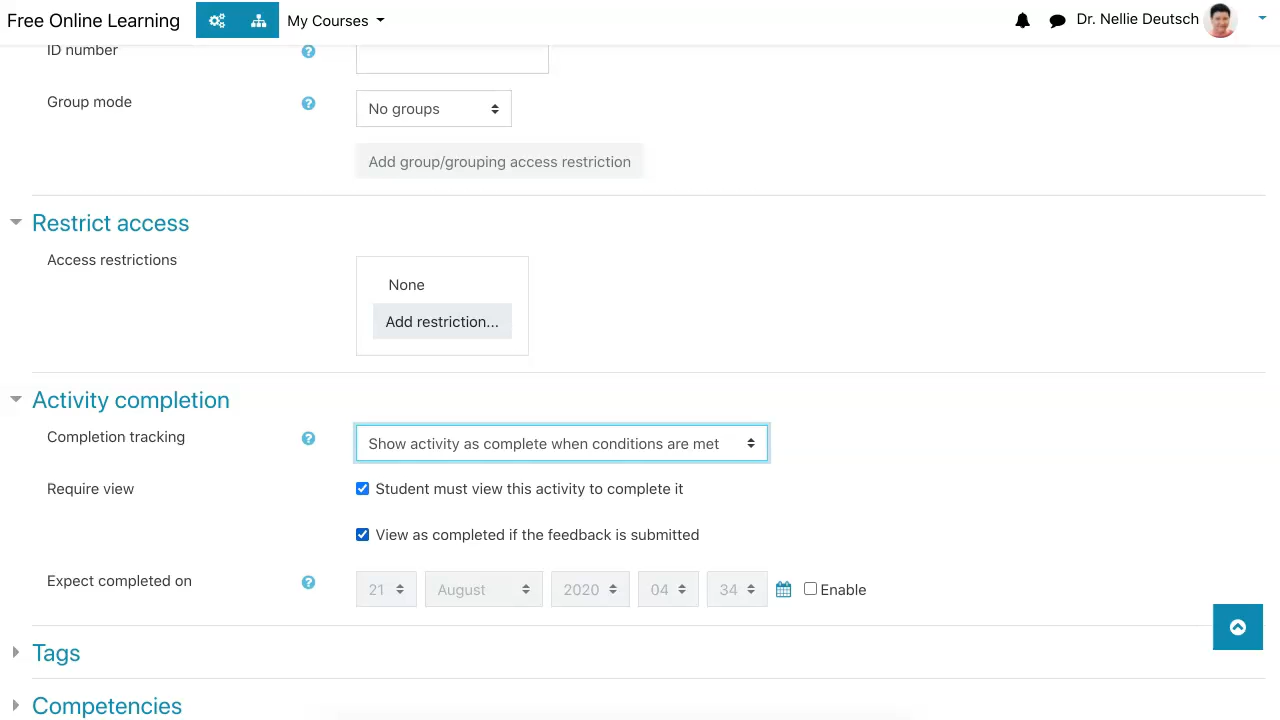 Free Online Learning My Courses Dr. Nellie Deutsch
ID number
Group mode No groups
Add group/grouping access restriction
Restrict access
Access restrictions
None
Add restriction...
Activity completion
Completion tracking Show activity as complete when conditions are met
Require view Student must view this activity to complete it
View as completed if the feedback is submitted
Expect completed on 21 August 2020 04 34 Enable
Tags
Competencies